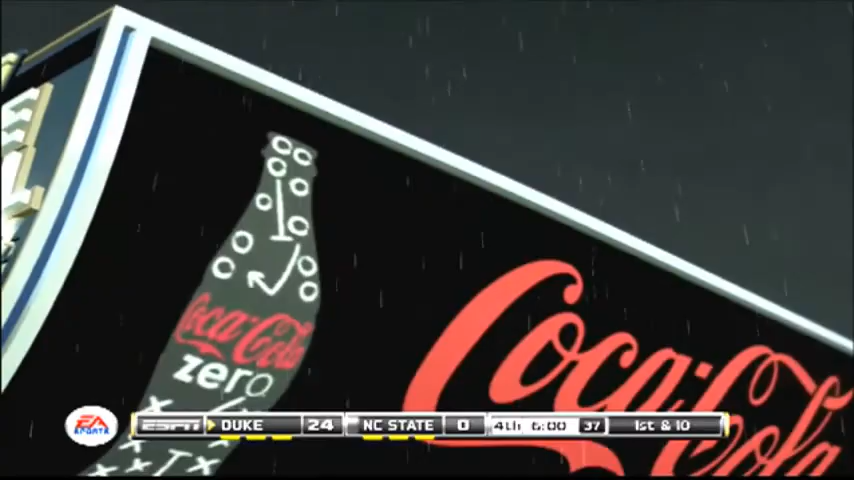 Coca-Cola
zero
Coca-Cola
EA SPORTS
ESPN DUKE 24 NC STATE 0 4th 6:00 37 1st & 10